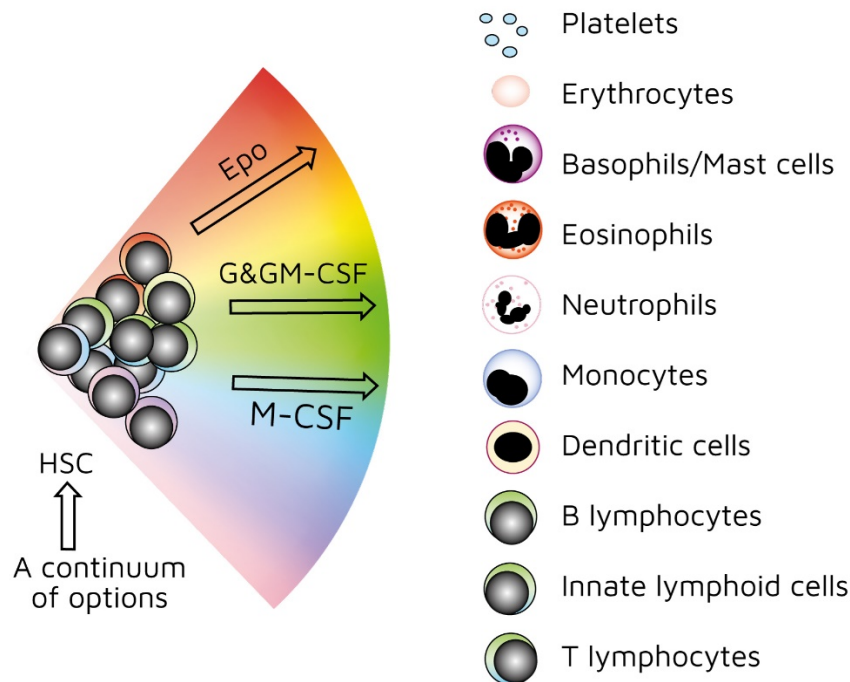 Epo
G&GM-CSF
M-CSF
HSC
A continuum
of options
Platelets
Erythrocytes
Basophils/Mast cells
Eosinophils
Neutrophils
Monocytes
Dendritic cells
B lymphocytes
Innate lymphoid cells
T lymphocytes